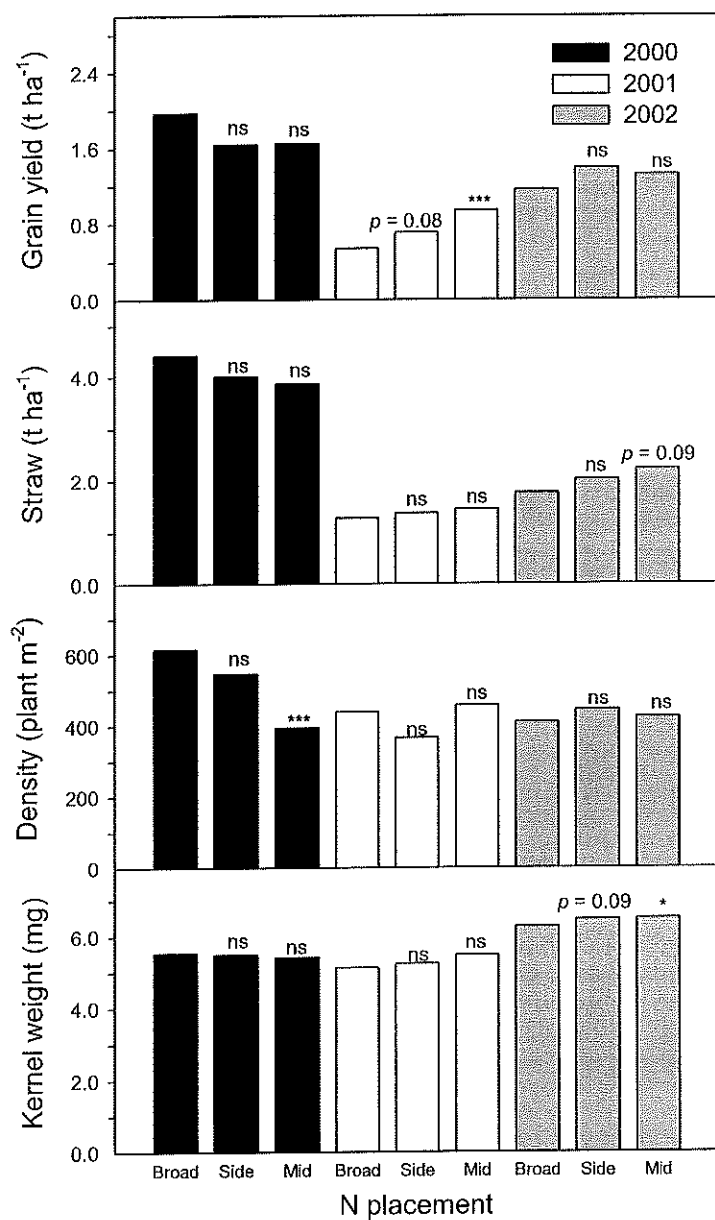 Grain yield (t ha⁻¹)
2.4
1.6
0.8
0.0
2000
2001
2002
ns
ns
p = 0.08
***
ns
ns
Straw (t ha⁻¹)
4.0
2.0
0.0
ns
ns
ns
ns
ns
p = 0.09
Density (plant m⁻²)
600
400
200
0
ns
***
ns
ns
ns
ns
Kernel weight (mg)
6.0
4.0
2.0
0.0
ns
ns
ns
ns
p = 0.09
*
Broad Side Mid Broad Side Mid Broad Side Mid
N placement